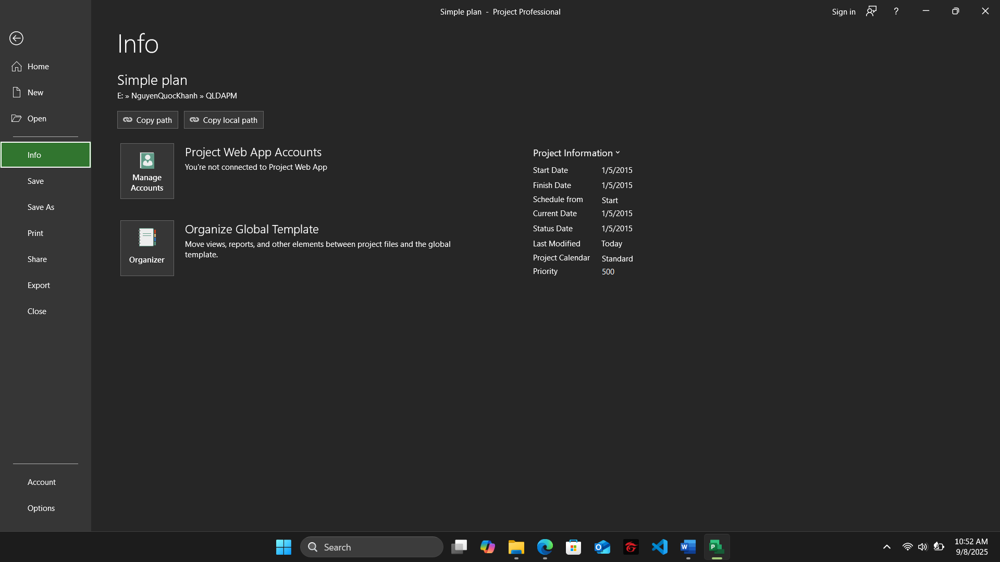 Simple plan - Project Professional
Sign in
?
Info
Home
New
Open
Info
Save
Save As
Print
Share
Export
Close
Account
Options
Simple plan
E: » NguyenQuocKhanh » QLDAPM
Copy path
Copy local path
Manage
Accounts
Project Web App Accounts
You're not connected to Project Web App
Organizer
Organize Global Template
Move views, reports, and other elements between project files and the global
template.
Project Information
Start Date 1/5/2015
Finish Date 1/5/2015
Schedule from Start
Current Date 1/5/2015
Status Date 1/5/2015
Last Modified Today
Project Calendar Standard
Priority 500
Search
10:52 AM
9/8/2025